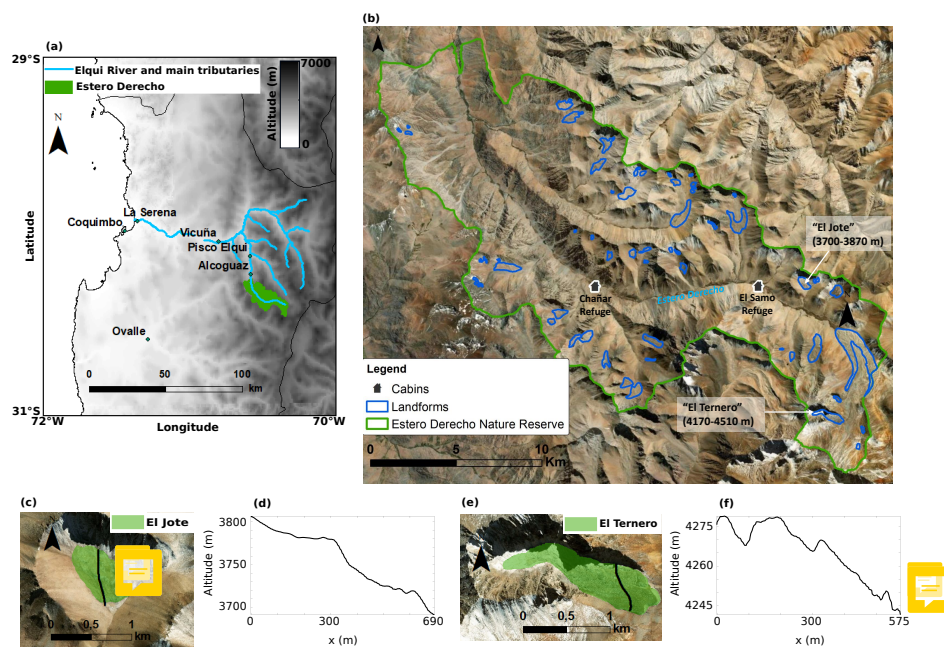 (a)
29°S
Elqui River and main tributaries
Estero Derecho
7000
Altitude (m)
0
N
Latitude
La Serena
Coquimbo
Vicuña
Pisco Elqui
Alcoguaz
Ovalle
0 50 100
km
31°S
72°W 70°W
Longitude
(b)
"El Jote"
(3700-3870 m)
Estero Derecho
Chañar
Refuge
El Samo
Refuge
Legend
Cabins
Landforms
Estero Derecho Nature Reserve
"El Ternero"
(4170-4510 m)
0 5 10
Km
(c)
El Jote
0 0.5 1
km
(d)
3800
3750
3700
Altitude (m)
0 300 690
x (m)
(e)
El Ternero
0 0,5 1
km
(f)
4275
4260
4245
Altitude (m)
0 300 575
x (m)